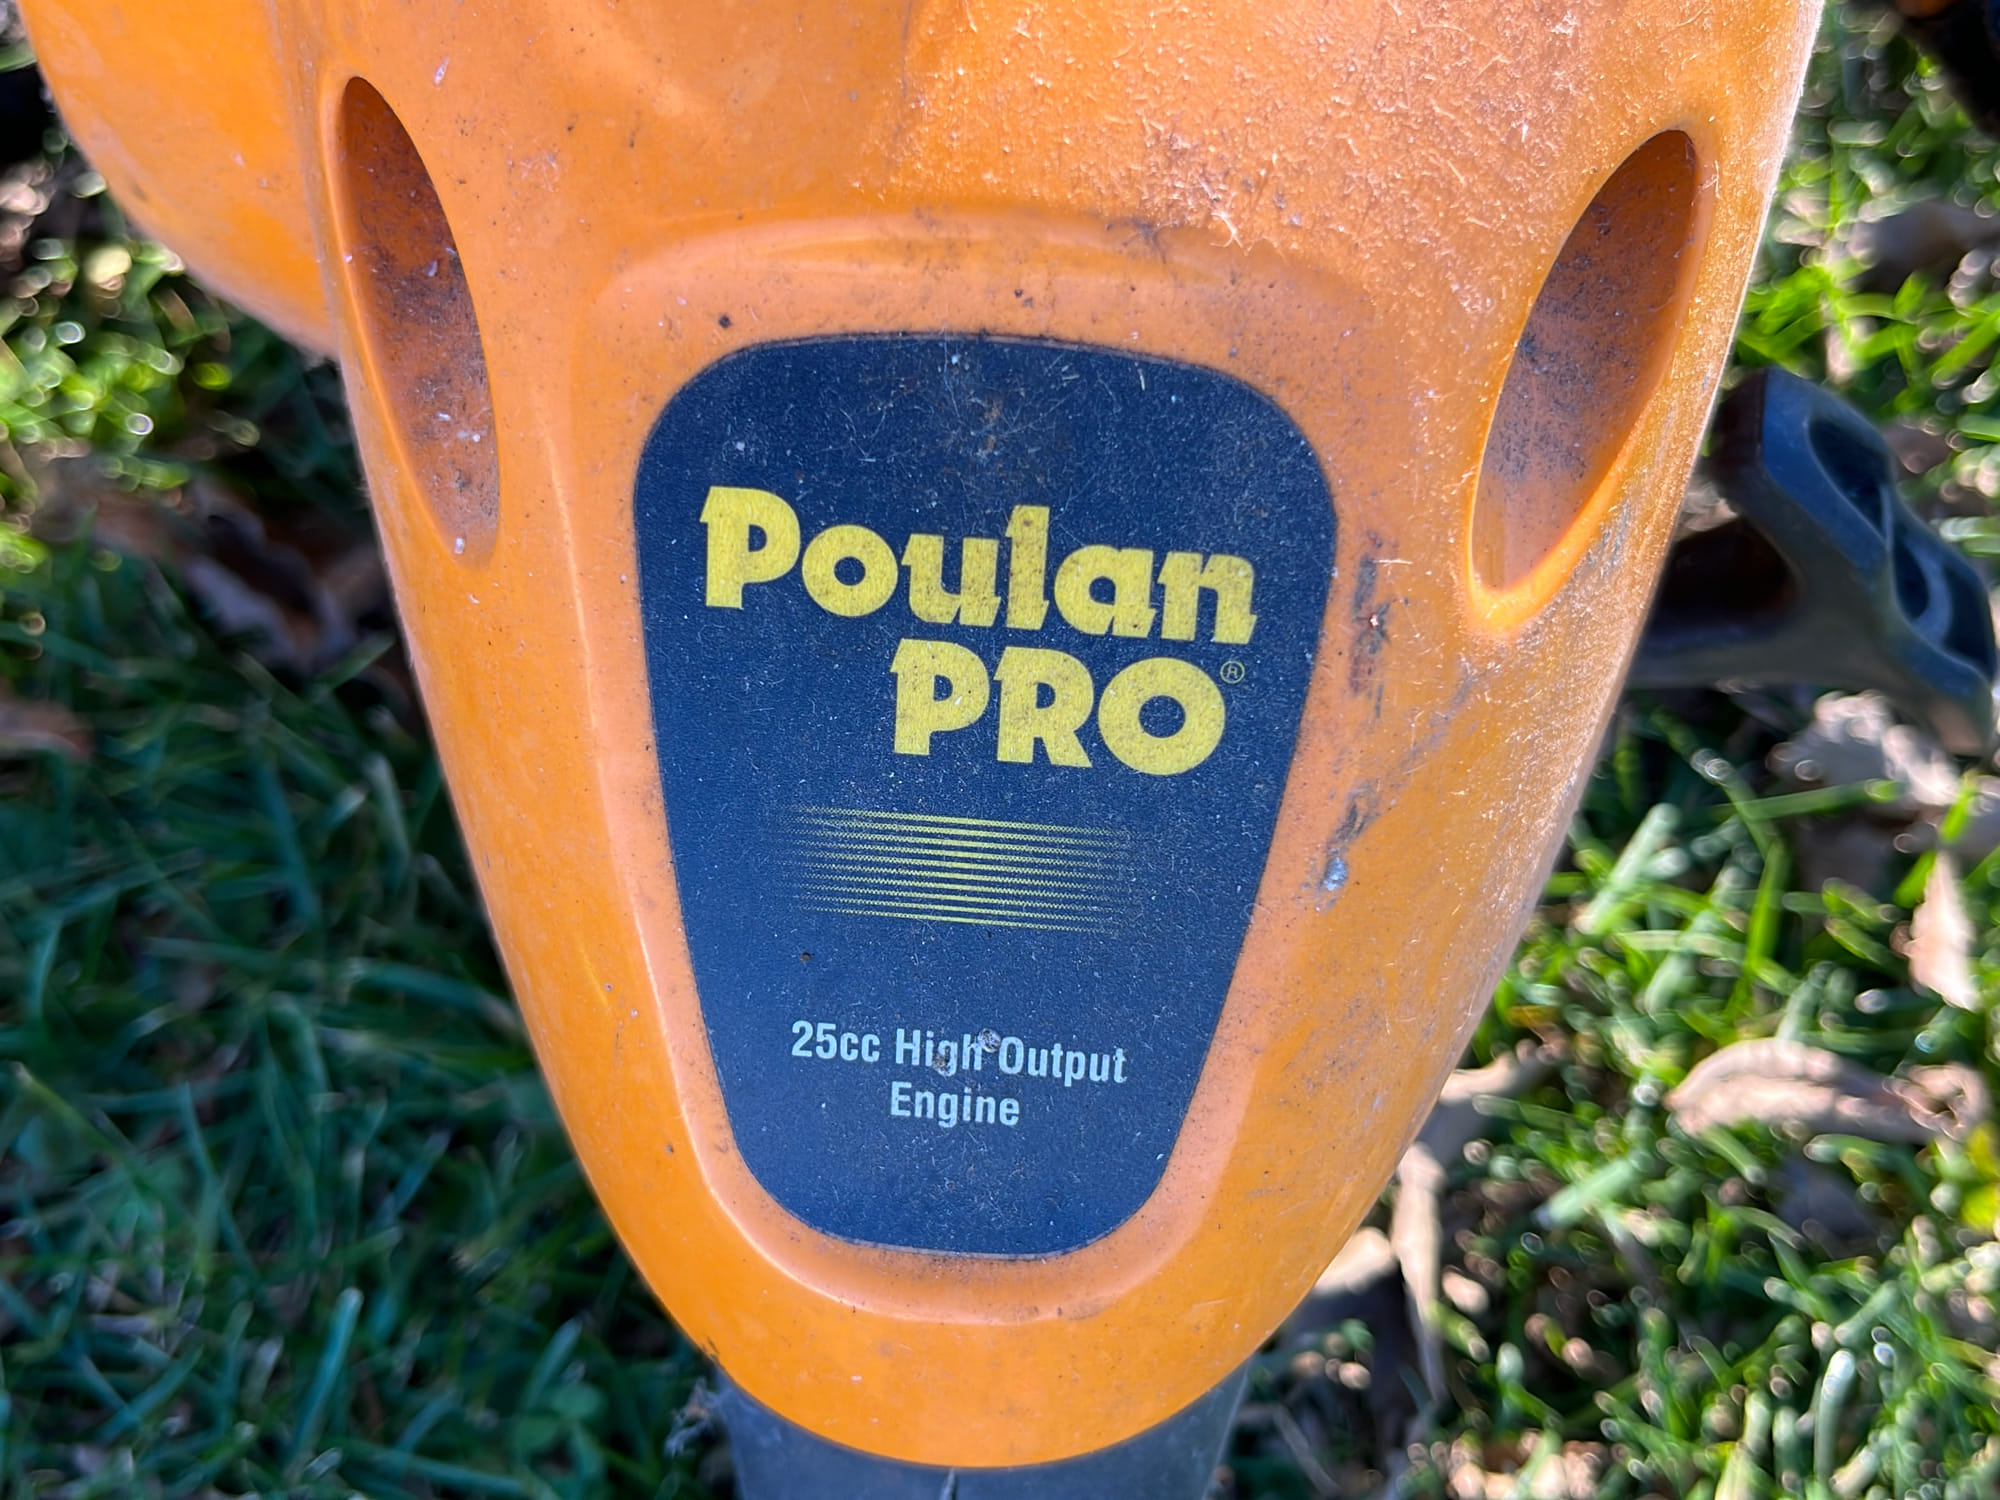 Poulan
PRO®
25cc High Output
Engine